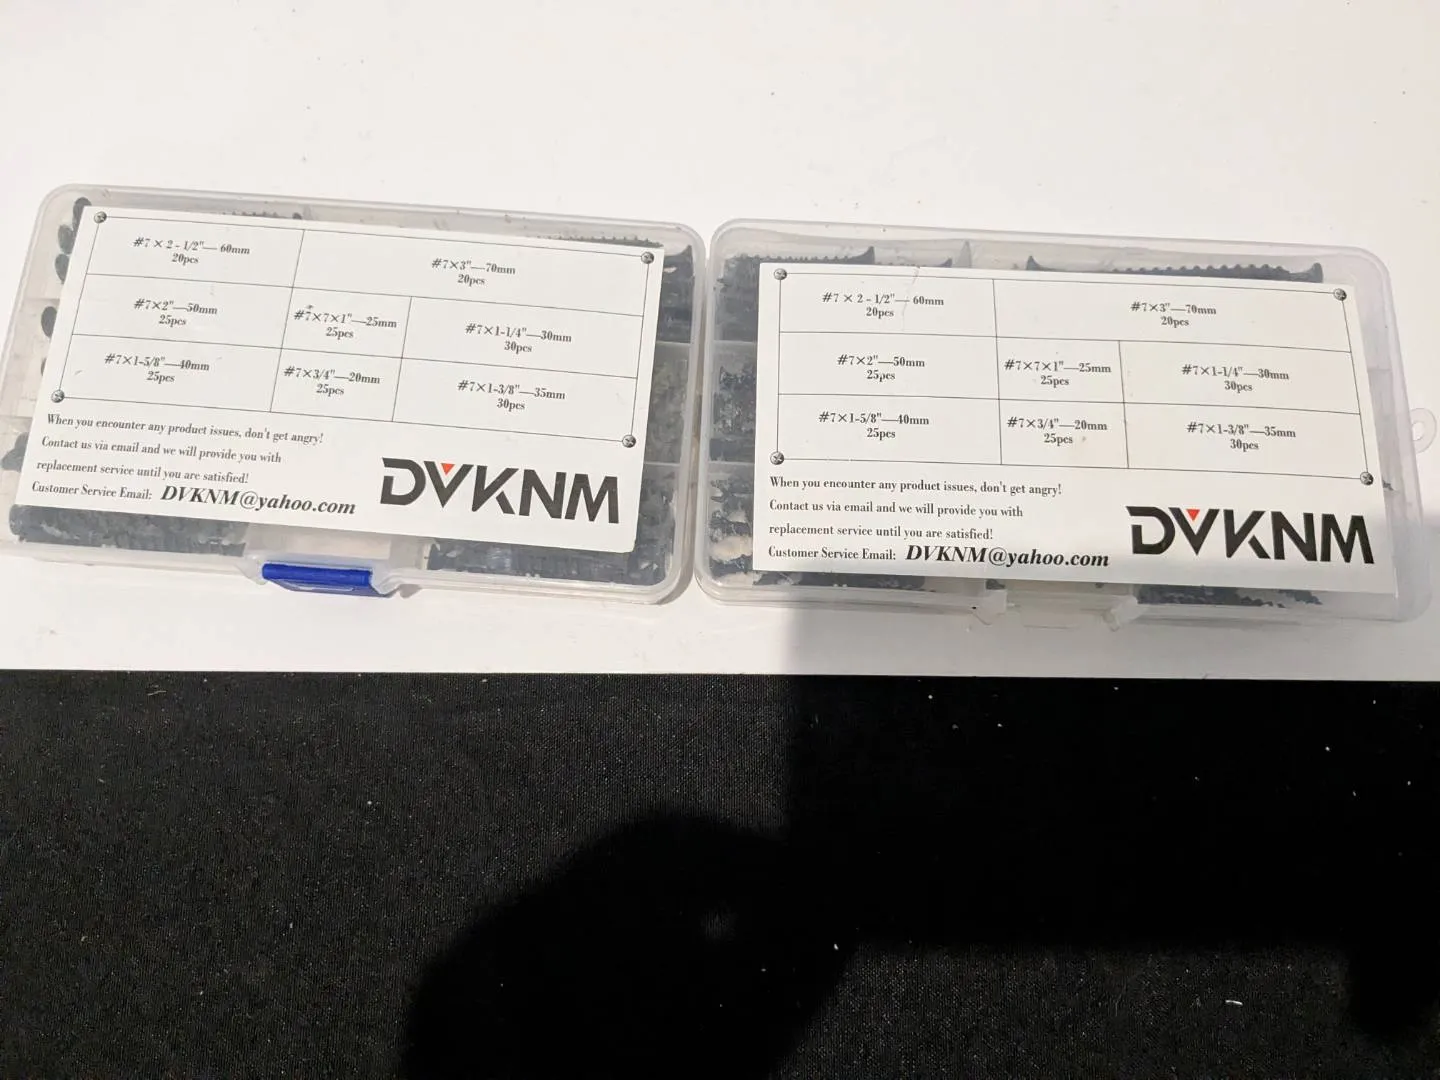 #7 × 2 - 1/2"— 60mm
20pcs
#7×3"—70mm
20pcs
#7×2"—50mm
25pcs
#7×7×1"—25mm
25pcs
#7×1-1/4"—30mm
30pcs
#7×1-5/8"—40mm
25pcs
#7×3/4"—20mm
25pcs
#7×1-3/8"—35mm
30pcs
When you encounter any product issues, don't get angry!
Contact us via email and we will provide you with
replacement service until you are satisfied!
Customer Service Email: DVKNM@yahoo.com
DVKNM
#7 × 2 - 1/2"— 60mm
20pcs
#7×3"—70mm
20pcs
#7×2"—50mm
25pcs
#7×7×1"—25mm
25pcs
#7×1-1/4"—30mm
30pcs
#7×1-5/8"—40mm
25pcs
#7×3/4"—20mm
25pcs
#7×1-3/8"—35mm
30pcs
When you encounter any product issues, don't get angry!
Contact us via email and we will provide you with
replacement service until you are satisfied!
Customer Service Email: DVKNM@yahoo.com
DVKNM